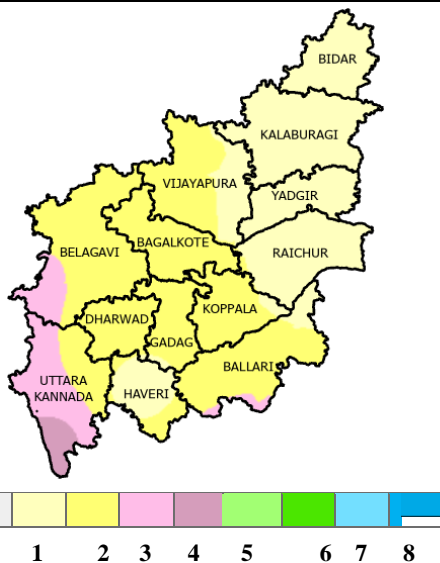 BIDAR
KALABURAGI
VIJAYAPURA
YADGIR
BAGALKOTE
BELAGAVI
RAICHUR
KOPPALA
DHARWAD
GADAG
BALLARI
UTTARA
KANNADA
HAVERI
1 2 3 4 5 6 7 8